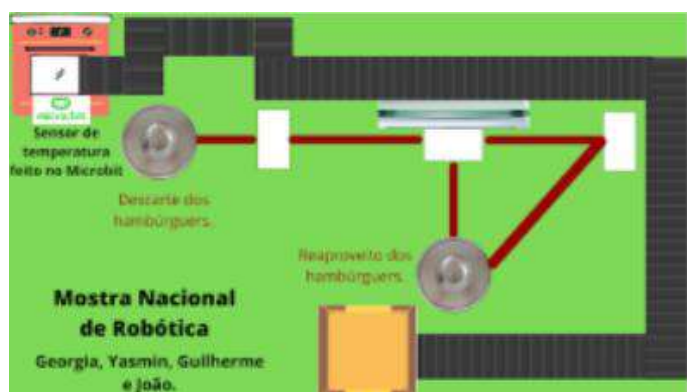 Sensor de
temperatura
feito no Microbit
Descarte dos
hambúrguers.
Reaproveito dos
hambúrguers.
Mostra Nacional
de Robótica
Georgia, Yasmin, Guilherme
e João.